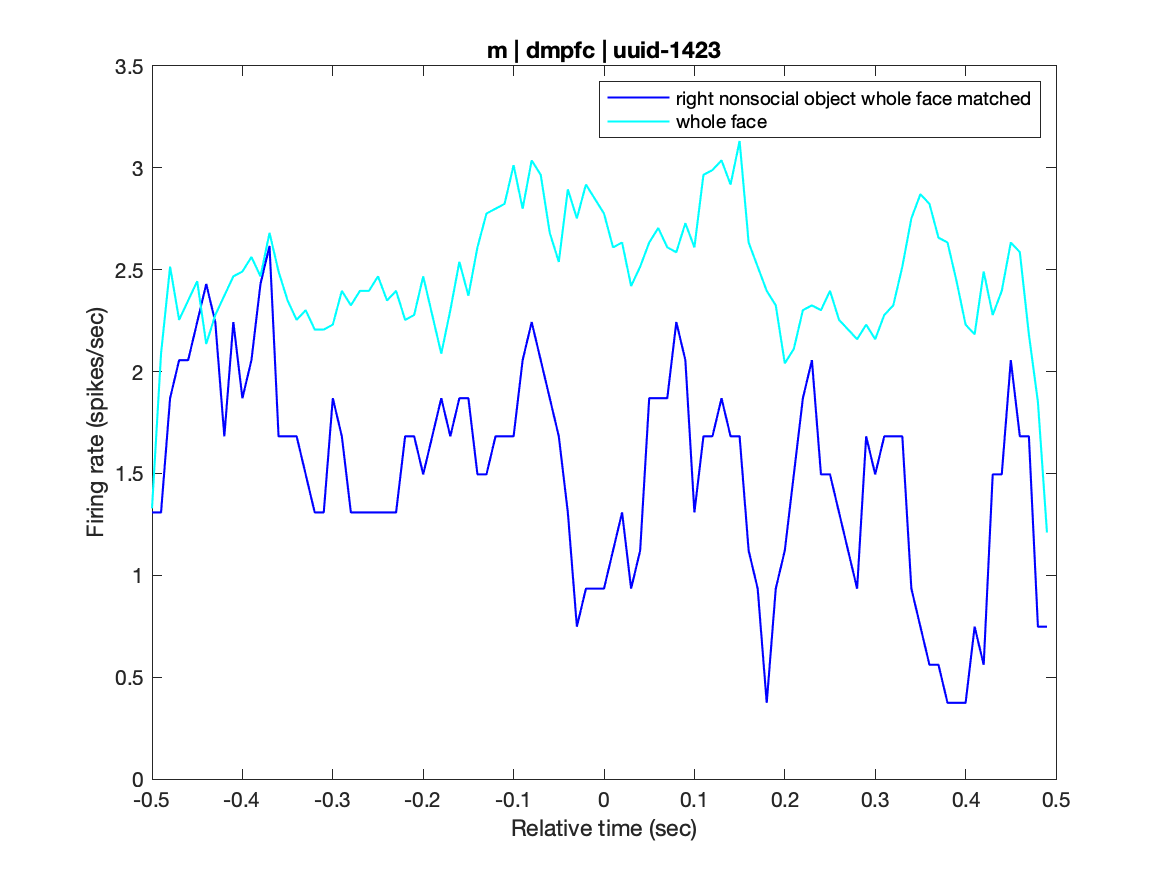 m | dmpfc | uuid-1423
right nonsocial object whole face matched
whole face
3.5
3
2.5
2
1.5
1
0.5
0
Firing rate (spikes/sec)
-0.5 -0.4 -0.3 -0.2 -0.1 0 0.1 0.2 0.3 0.4 0.5
Relative time (sec)